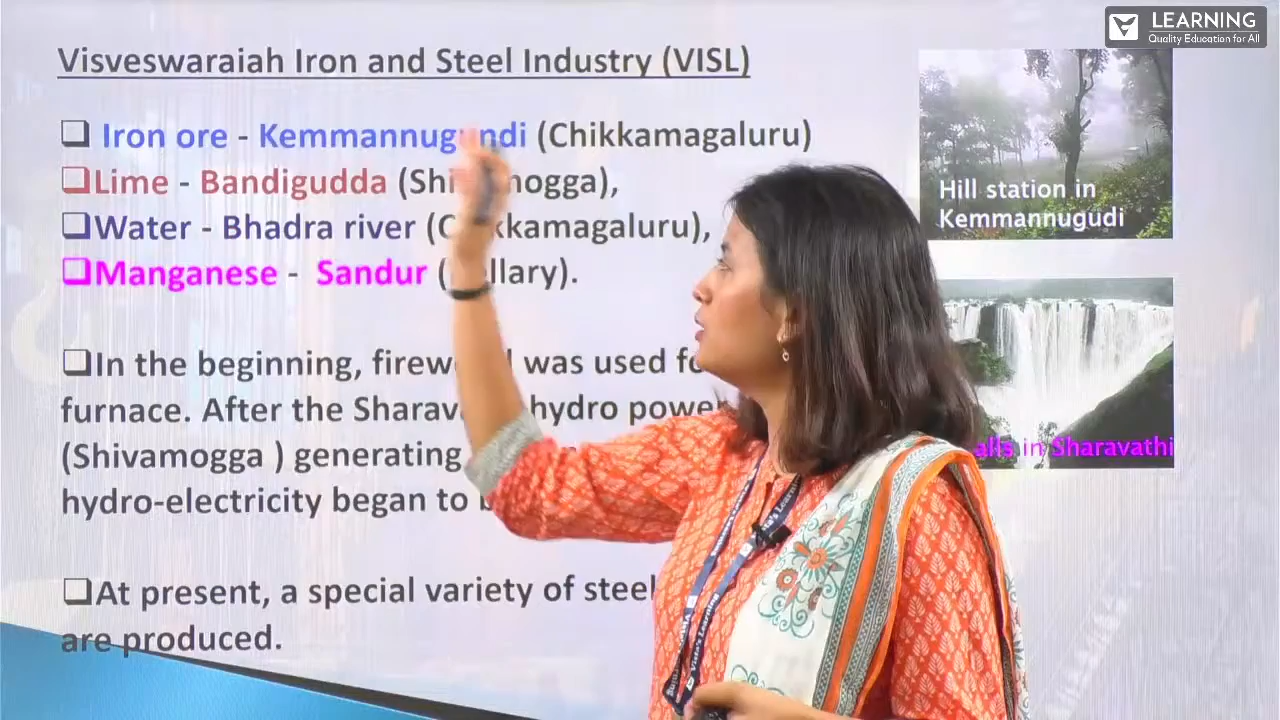 LEARNING
Quality Education for All
Visveswaraiah Iron and Steel Industry (VISL)
Iron ore - Kemmannugundi (Chikkamagaluru)
Lime - Bandigudda
Water - Bhadra river
Manganese - Sandur
In the beginning, was used
furnace. After the hydro
(Shivamogga ) generating
hydro-electricity began to
At present, a special variety of steel
are produced.
Hill station in
Kemmannugudi
in Sharavathi